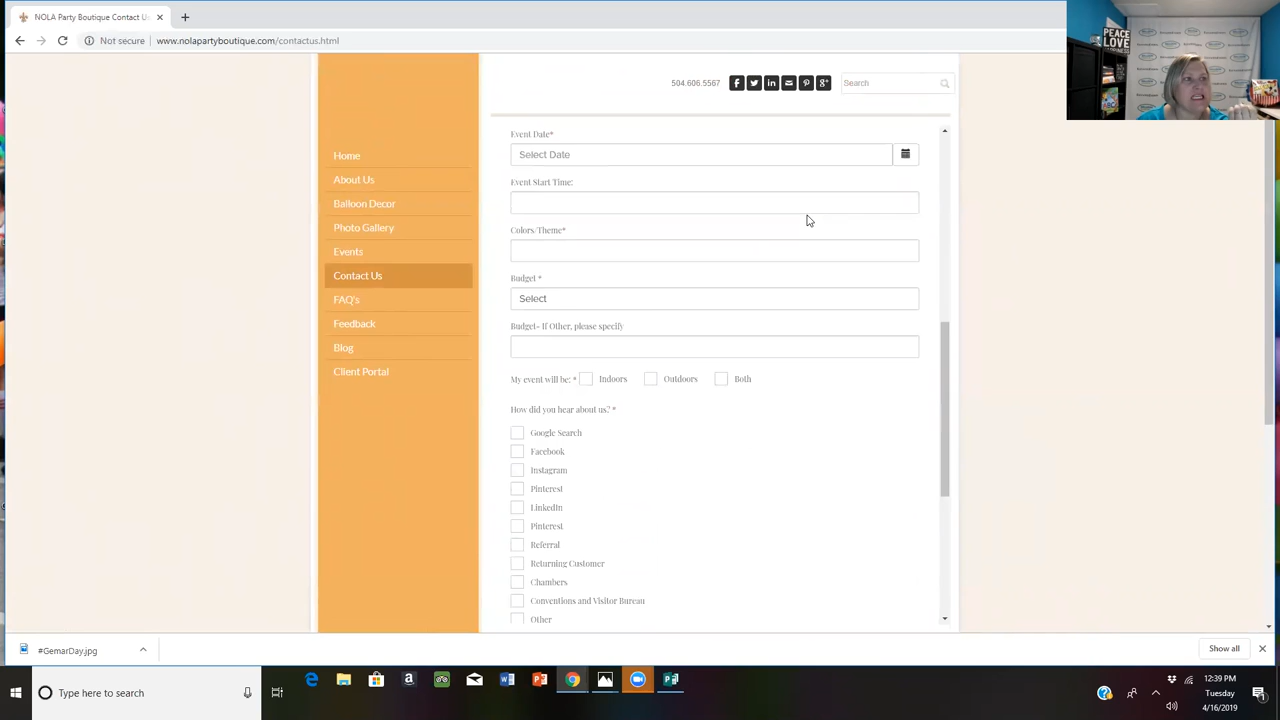 NOLA Party Boutique Contact Us
Not secure www.nolapartyboutique.com/contactus.html
PEACE
LOVE
504.606.5567
Search
Home
About Us
Balloon Decor
Photo Gallery
Events
Contact Us
FAQ's
Feedback
Blog
Client Portal
Event Date*
Select Date
Event Start Time:
Colors/Theme*
Budget *
Select
Budget- If Other, please specify
My event will be: * Indoors Outdoors Both
How did you hear about us? *
Google Search
Facebook
Instagram
Pinterest
LinkedIn
Pinterest
Referral
Returning Customer
Chambers
Conventions and Visitor Bureau
Other
#GemarDay.jpg
Show all
Type here to search
12:39 PM
Tuesday
4/16/2019